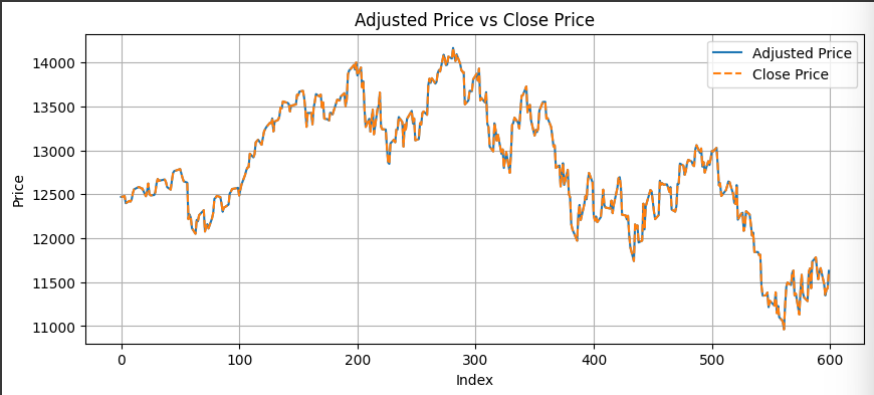 Adjusted Price vs Close Price
Adjusted Price
Close Price
14000
13500
13000
12500
12000
11500
11000
Price
0 100 200 300 400 500 600
Index